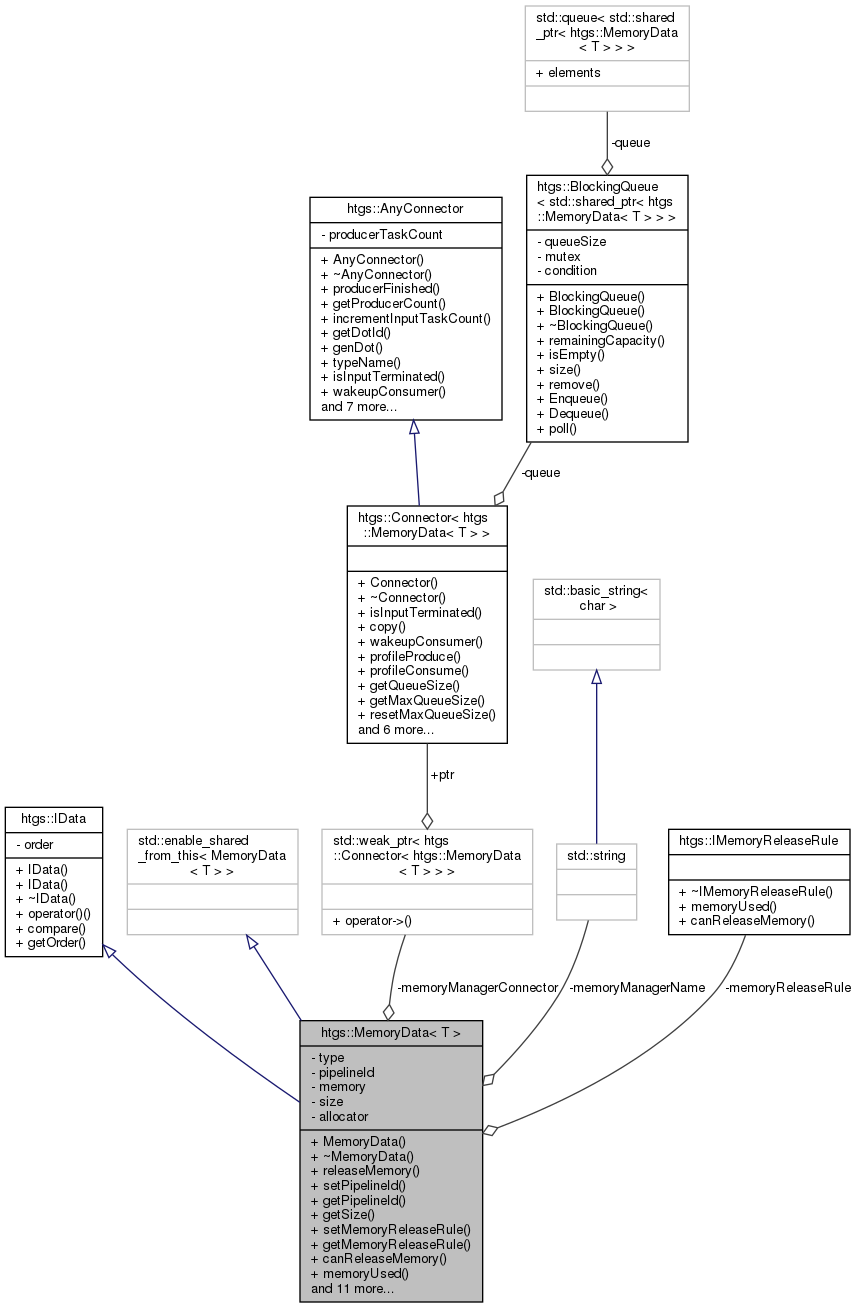 std::queue< std::shared
_ptr< htgs::MemoryData
< T > > >
+ elements
-queue
htgs::BlockingQueue
< std::shared_ptr< htgs
::MemoryData< T > > >
- queueSize
- mutex
- condition
+ BlockingQueue()
+ BlockingQueue()
+ ~BlockingQueue()
+ remainingCapacity()
+ isEmpty()
+ size()
+ remove()
+ Enqueue()
+ Dequeue()
+ poll()
htgs::AnyConnector
- producerTaskCount
+ AnyConnector()
+ ~AnyConnector()
+ producerFinished()
+ getProducerCount()
+ incrementInputTaskCount()
+ getDotId()
+ genDot()
+ typeName()
+ isInputTerminated()
+ wakeupConsumer()
and 7 more...
-queue
htgs::Connector< htgs
::MemoryData< T > >
+ Connector()
+ ~Connector()
+ isInputTerminated()
+ copy()
+ wakeupConsumer()
+ profileProduce()
+ profileConsume()
+ getQueueSize()
+ getMaxQueueSize()
+ resetMaxQueueSize()
and 6 more...
std::basic_string<
char >
+ptr
htgs::IData
- order
+ IData()
+ IData()
+ ~IData()
+ operator()()
+ compare()
+ getOrder()
std::enable_shared
_from_this< MemoryData
< T > >
std::weak_ptr< htgs
::Connector< htgs::MemoryData
< T > > >
+ operator->()
std::string
htgs::IMemoryReleaseRule
+ ~IMemoryReleaseRule()
+ memoryUsed()
+ canReleaseMemory()
-memoryManagerConnector
-memoryManagerName
-memoryReleaseRule
htgs::MemoryData< T >
- type
- pipelineId
- memory
- size
- allocator
+ MemoryData()
+ ~MemoryData()
+ releaseMemory()
+ setPipelineId()
+ getPipelineId()
+ getSize()
+ setMemoryReleaseRule()
+ getMemoryReleaseRule()
+ canReleaseMemory()
+ memoryUsed()
and 11 more...